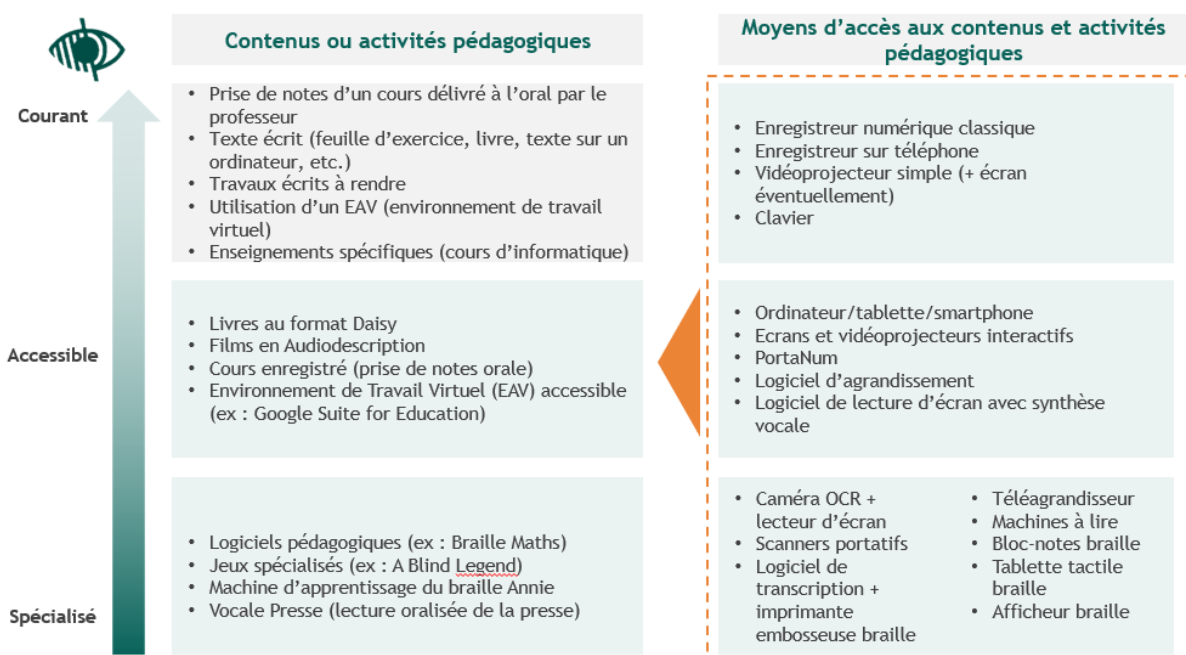 Contenus ou activités pédagogiques
Moyens d’accès aux contenus et activités
pédagogiques
Courant
• Prise de notes d’un cours délivré à l’oral par le
professeur
• Texte écrit (feuille d’exercice, livre, texte sur un
ordinateur, etc.)
• Travaux écrits à rendre
• Utilisation d’un EAV (environnement de travail
virtuel)
• Enseignements spécifiques (cours d’informatique)
• Enregistreur numérique classique
• Enregistreur sur téléphone
• Vidéoprojecteur simple (+ écran
éventuellement)
• Clavier
Accessible
• Livres au format Daisy
• Films en Audiodescription
• Cours enregistré (prise de notes orale)
• Environnement de Travail Virtuel (EAV) accessible
(ex : Google Suite for Education)
• Ordinateur/tablette/smartphone
• Ecrans et vidéoprojecteurs interactifs
• PortaNum
• Logiciel d’agrandissement
• Logiciel de lecture d’écran avec synthèse
vocale
Spécialisé
• Logiciels pédagogiques (ex : Braille Maths)
• Jeux spécialisés (ex : A Blind Legend)
• Machine d’apprentissage du braille Annie
• Vocale Presse (lecture oralisée de la presse)
• Caméra OCR +
lecteur d’écran
• Scanners portatifs
• Logiciel de
transcription +
imprimante
embosseuse braille
• Téléagrandisseur
• Machines à lire
• Bloc-notes braille
• Tablette tactile
braille
• Afficheur braille